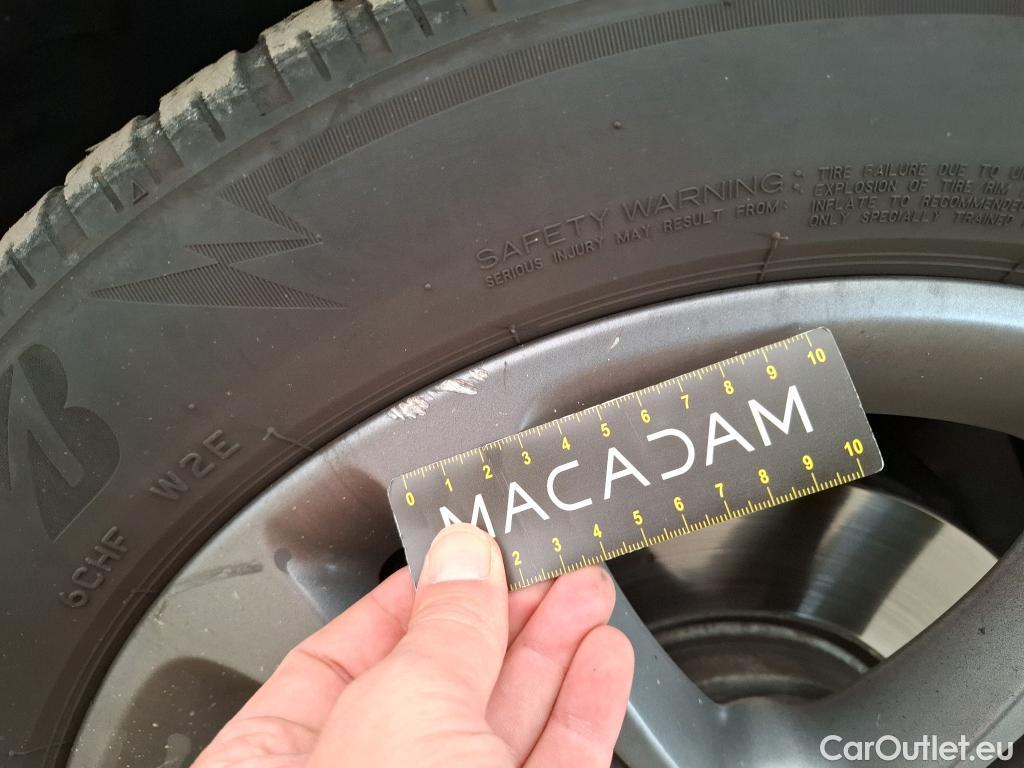 SAFETY WARNING
SERIOUS INJURY MAY RESULT FROM:
TIRE FAILURE DUE TO
EXPLOSION OF TIRE/RIM
INFLATE TO RECOMMENDED
ONLY SPECIALLY TRAINED
B
W2E
6CHF
0 1 2 3 4 5 6 7 8 9 10
MACADAM
2 3 4 5 6 7 8 9 10
CarOutlet.eu